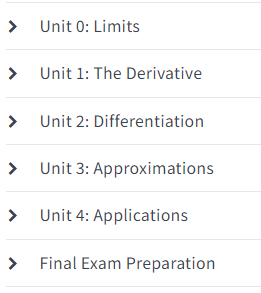 Unit 0: Limits
Unit 1: The Derivative
Unit 2: Differentiation
Unit 3: Approximations
Unit 4: Applications
Final Exam Preparation